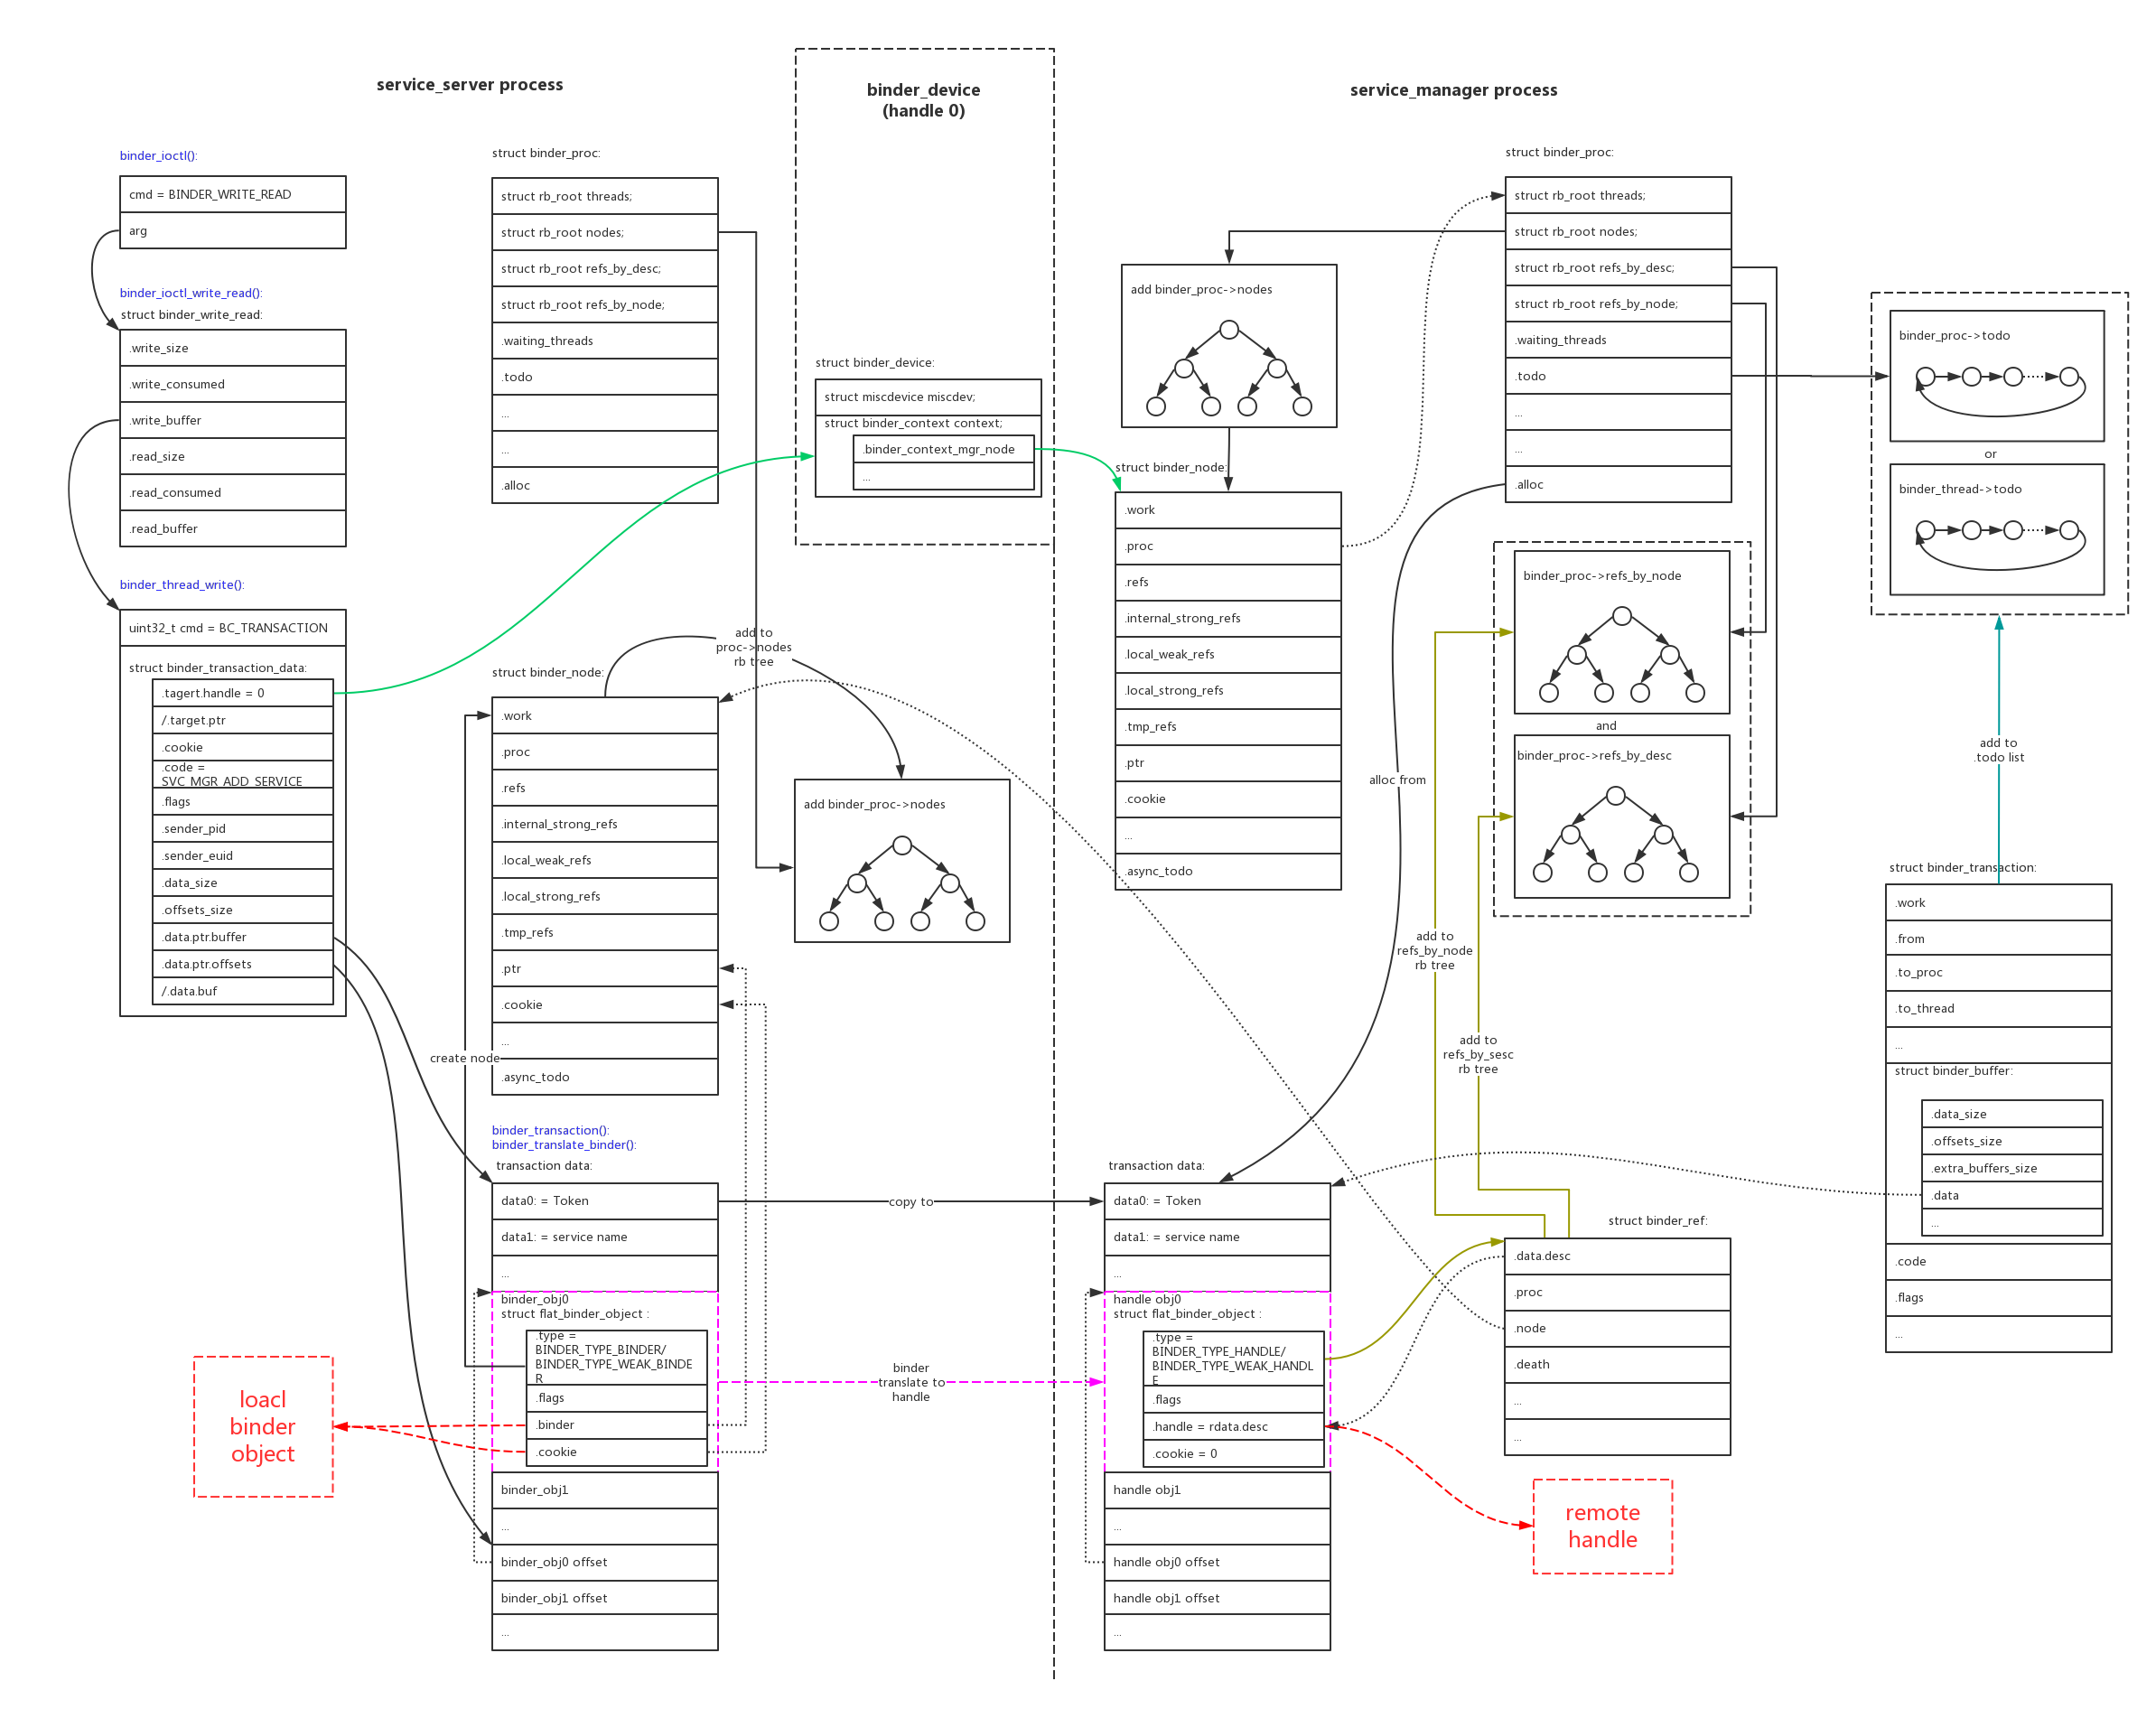 service_server process
binder_device
(handle 0)
service_manager process
binder_ioctl():
cmd = BINDER_WRITE_READ
arg
binder_ioctl_write_read():
struct binder_write_read:
.write_size
.write_consumed
.write_buffer
.read_size
.read_consumed
.read_buffer
binder_thread_write():
uint32_t cmd = BC_TRANSACTION
struct binder_transaction_data:
.tagert.handle = 0
/.target.ptr
.cookie
.code =
SVC_MGR_ADD_SERVICE
.flags
.sender_pid
.sender_euid
.data_size
.offsets_size
.data.ptr.buffer
.data.ptr.offsets
/.data.buf
loacl
binder
object
struct binder_proc:
struct rb_root threads;
struct rb_root nodes;
struct rb_root refs_by_desc;
struct rb_root refs_by_node;
.waiting_threads
.todo
...
...
.alloc
struct binder_node:
.work
.proc
.refs
.internal_strong_refs
.local_weak_refs
.local_strong_refs
.tmp_refs
.ptr
.cookie
...
.async_todo
create node
add to
proc->nodes
rb tree
add binder_proc->nodes
binder_transaction():
binder_translate_binder():
transaction data:
data0: = Token
data1: = service name
...
binder_obj0
struct flat_binder_object :
.type =
BINDER_TYPE_BINDER/
BINDER_TYPE_WEAK_BINDE
R
.flags
.binder
.cookie
binder_obj1
...
binder_obj0 offset
binder_obj1 offset
...
copy to
binder
translate to
handle
struct binder_device:
struct miscdevice miscdev;
struct binder_context context;
.binder_context_mgr_node
...
add binder_proc->nodes
struct binder_node:
.work
.proc
.refs
.internal_strong_refs
.local_weak_refs
.local_strong_refs
.tmp_refs
.ptr
.cookie
...
.async_todo
transaction data:
data0: = Token
data1: = service name
...
handle obj0
struct flat_binder_object :
.type =
BINDER_TYPE_HANDLE/
BINDER_TYPE_WEAK_HANDL
E
.flags
.handle = rdata.desc
.cookie = 0
handle obj1
...
handle obj0 offset
handle obj1 offset
...
struct binder_proc:
struct rb_root threads;
struct rb_root nodes;
struct rb_root refs_by_desc;
struct rb_root refs_by_node;
.waiting_threads
.todo
...
...
.alloc
alloc from
binder_proc->refs_by_node
and
binder_proc->refs_by_desc
add to
refs_by_node
rb tree
add to
refs_by_sesc
rb tree
struct binder_ref:
.data.desc
.proc
.node
.death
...
...
remote
handle
binder_proc->todo
or
binder_thread->todo
add to
.todo list
struct binder_transaction:
.work
.from
.to_proc
.to_thread
...
struct binder_buffer:
.data_size
.offsets_size
.extra_buffers_size
.data
...
.code
.flags
...